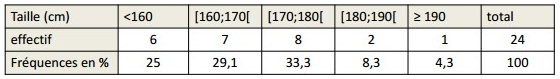 Taille (cm) <160 [160;170[ [170;180[ [180;190[ ≥ 190 total
effectif 6 7 8 2 1 24
Fréquences en % 25 29,1 33,3 8,3 4,3 100